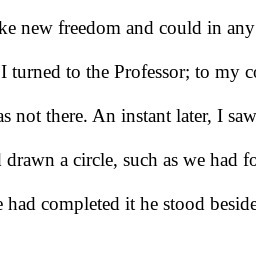 ke new freedom and could in any
I turned to the Professor; to my c
as not there. An instant later, I saw
drawn a circle, such as we had fo
e had completed it he stood beside